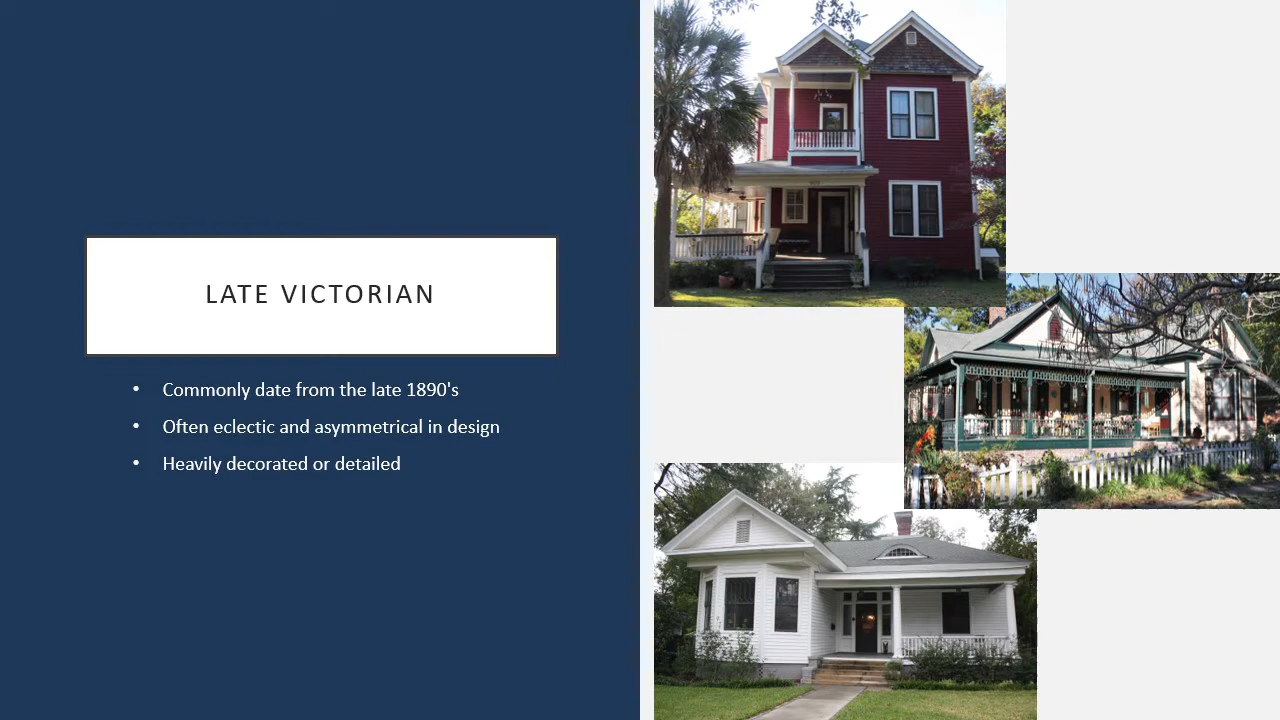 LATE VICTORIAN
• Commonly date from the late 1890's
• Often eclectic and asymmetrical in design
• Heavily decorated or detailed